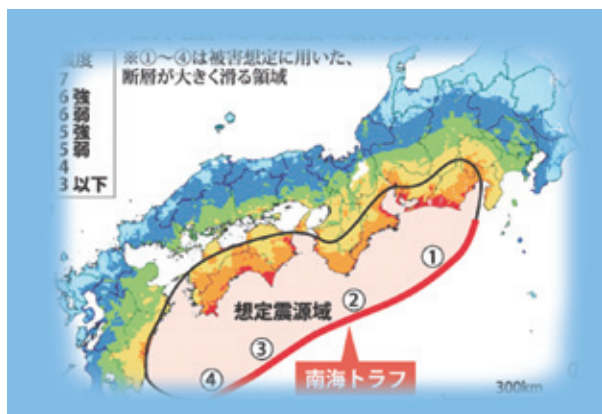 震度
※①～④は被害想定に用いた、
断層が大きく滑る領域
7
6強
6弱
5強
5弱
4
3以下
①
②
想定震源域
③
④
南海トラフ
300km